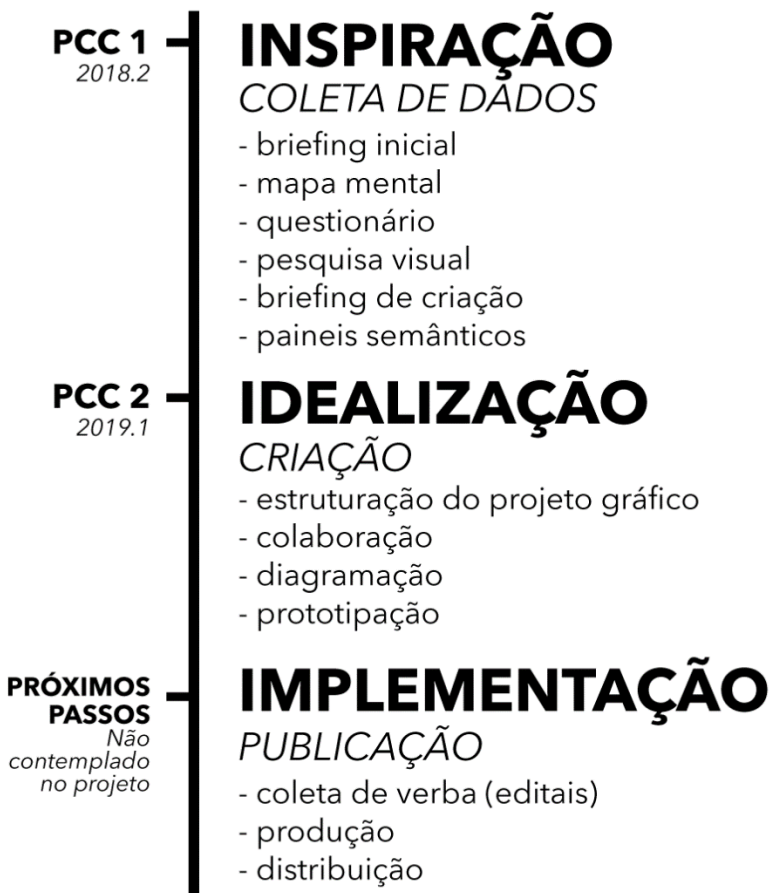 PCC 1
2018.2
INSPIRAÇÃO
COLETA DE DADOS
- briefing inicial
- mapa mental
- questionário
- pesquisa visual
- briefing de criação
- paineis semânticos
PCC 2
2019.1
IDEALIZAÇÃO
CRIAÇÃO
- estruturação do projeto gráfico
- colaboração
- diagramação
- prototipação
PRÓXIMOS
PASSOS
Não
contemplado
no projeto
IMPLEMENTAÇÃO
PUBLICAÇÃO
- coleta de verba (editais)
- produção
- distribuição